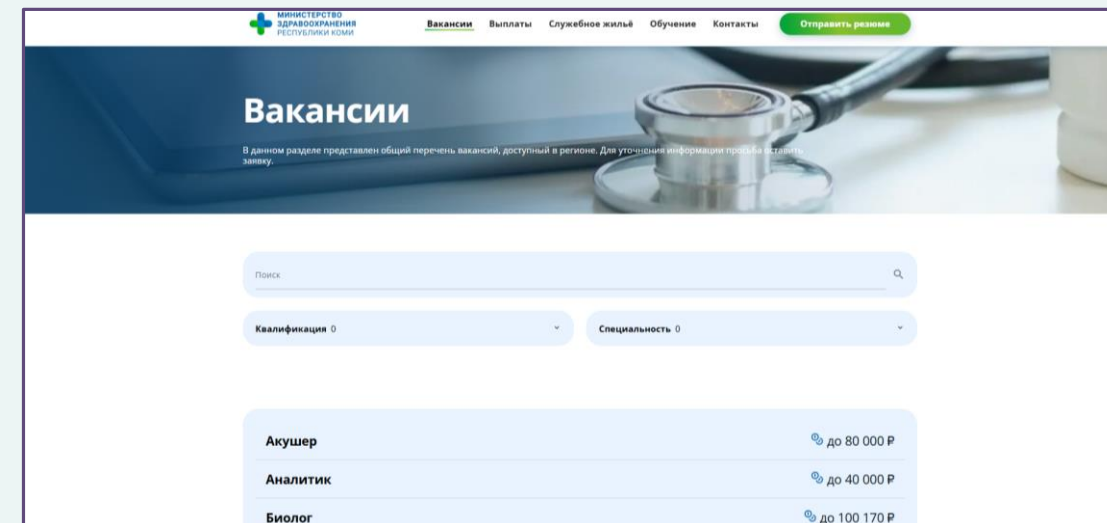 МИНИСТЕРСТВО
ЗДРАВООХРАНЕНИЯ
РЕСПУБЛИКИ КОМИ
Вакансии Выплаты Служебное жильё Обучение Контакты Отправить резюме
Вакансии
В данном разделе представлен общий перечень вакансий, доступный в регионе. Для уточнения информации просьба оставить
заявку.
Поиск
Квалификация 0 Специальность 0
Акушер до 80 000 ₽
Аналитик до 40 000 ₽
Биолог до 100 170 ₽